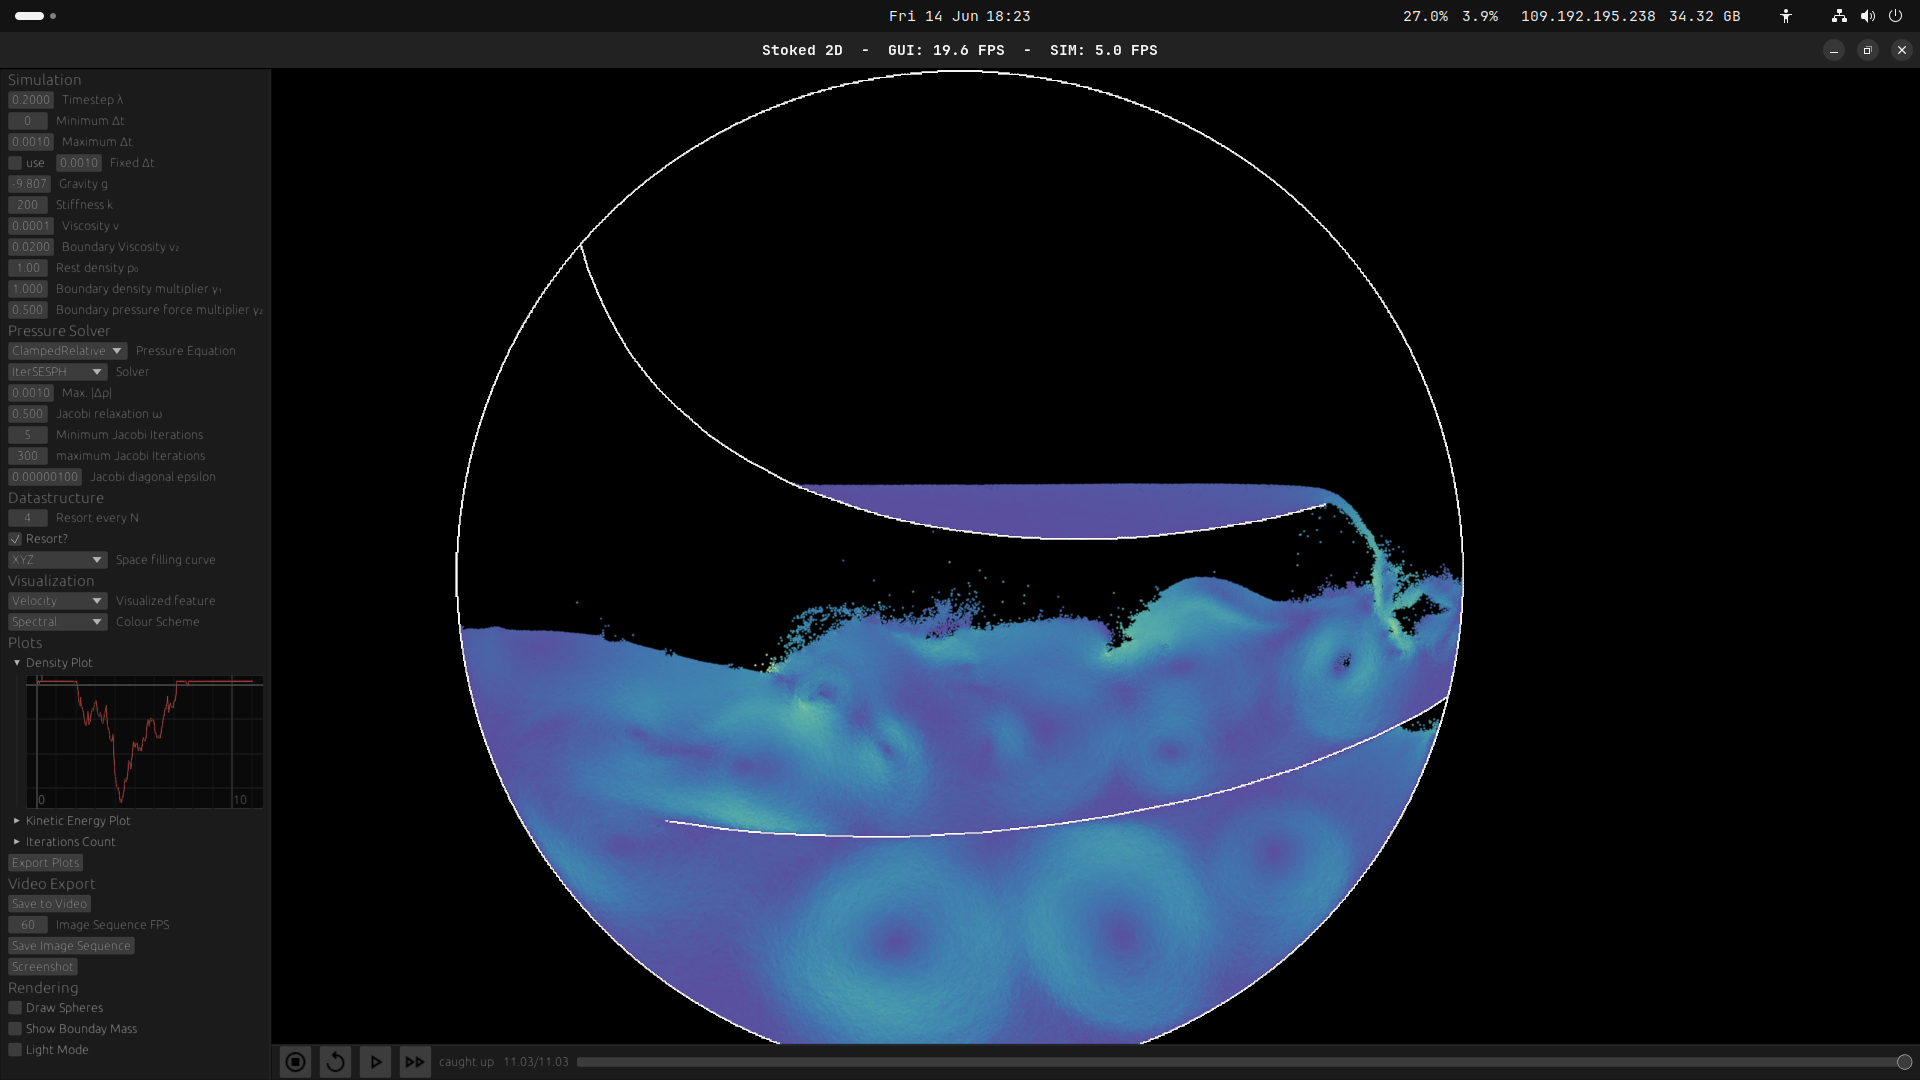 Fri 14 Jun 18:23
27.0% 3.9% 109.192.195.238 34.32 GB
Stoked 2D - GUI: 19.6 FPS - SIM: 5.0 FPS
Simulation
0.2000 Timestep λ
0 Minimum Δt
0.0010 Maximum Δt
use 0.0010 Fixed Δt
-9.807 Gravity g
200 Stiffness k
0.0001 Viscosity ν
0.0200 Boundary Viscosity ν₂
1.00 Rest density ρ₀
1.000 Boundary density multiplier γ₁
0.500 Boundary pressure force multiplier γ₂
Pressure Solver
ClampedRelative Pressure Equation
IterSESPH Solver
0.0010 Max. |Δρ|
0.500 Jacobi relaxation ω
5 Minimum Jacobi Iterations
300 maximum Jacobi Iterations
0.00000100 Jacobi diagonal epsilon
Datastructure
4 Resort every N
Resort?
XYZ Space filling curve
Visualization
Velocity Visualized feature
Spectral Colour Scheme
Plots
Density Plot
0 10
Kinetic Energy Plot
Iterations Count
Export Plots
Video Export
Save to Video
60 Image Sequence FPS
Save Image Sequence
Screenshot
Rendering
Draw Spheres
Show Bounday Mass
Light Mode
caught up 11.03/11.03